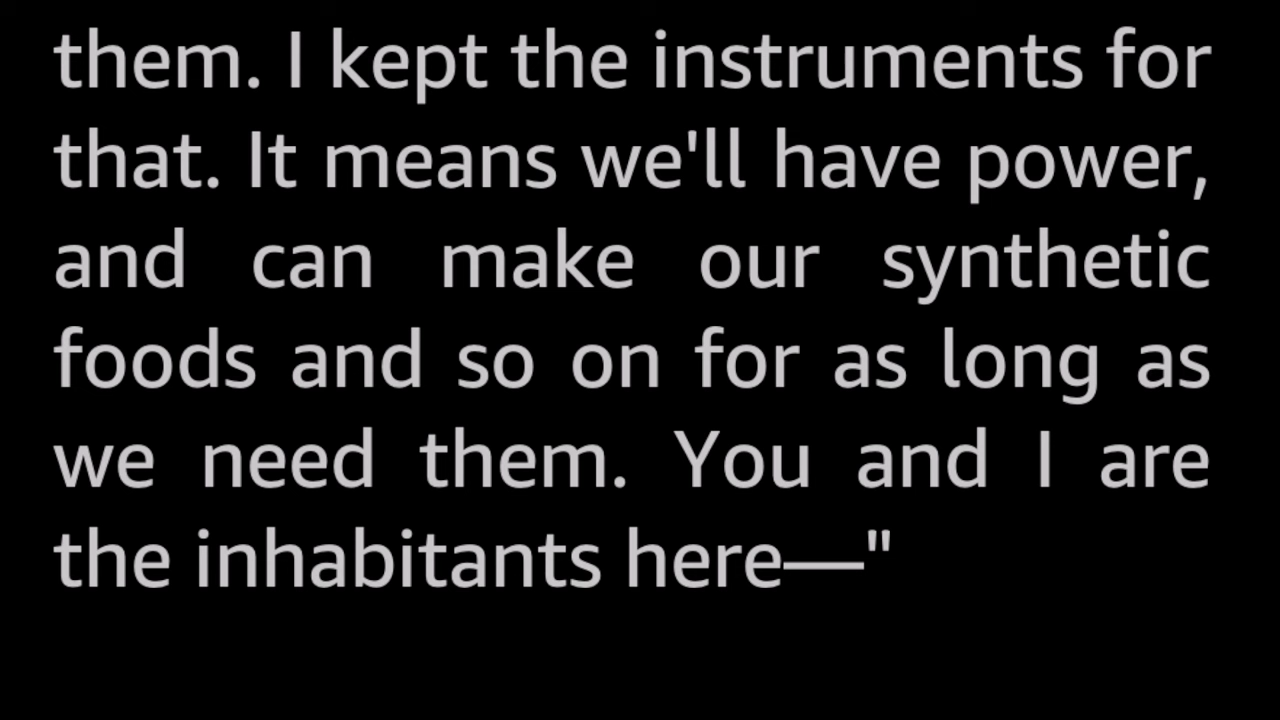 them. I kept the instruments for
that. It means we'll have power,
and can make our synthetic
foods and so on for as long as
we need them. You and I are
the inhabitants here—"